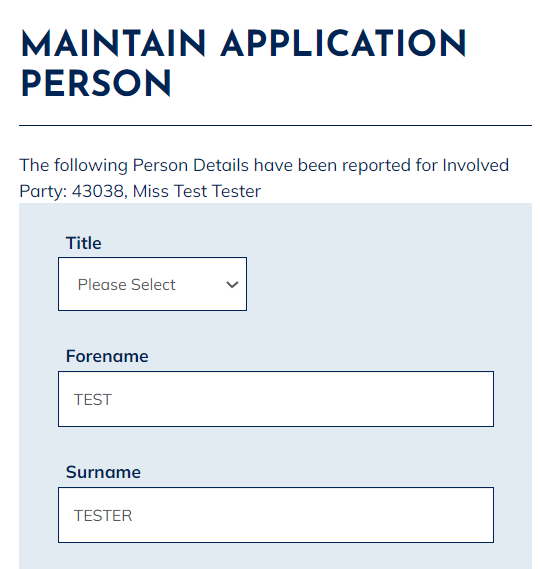 MAINTAIN APPLICATION
PERSON
The following Person Details have been reported for Involved
Party: 43038, Miss Test Tester
Title
Please Select
Forename
TEST
Surname
TESTER